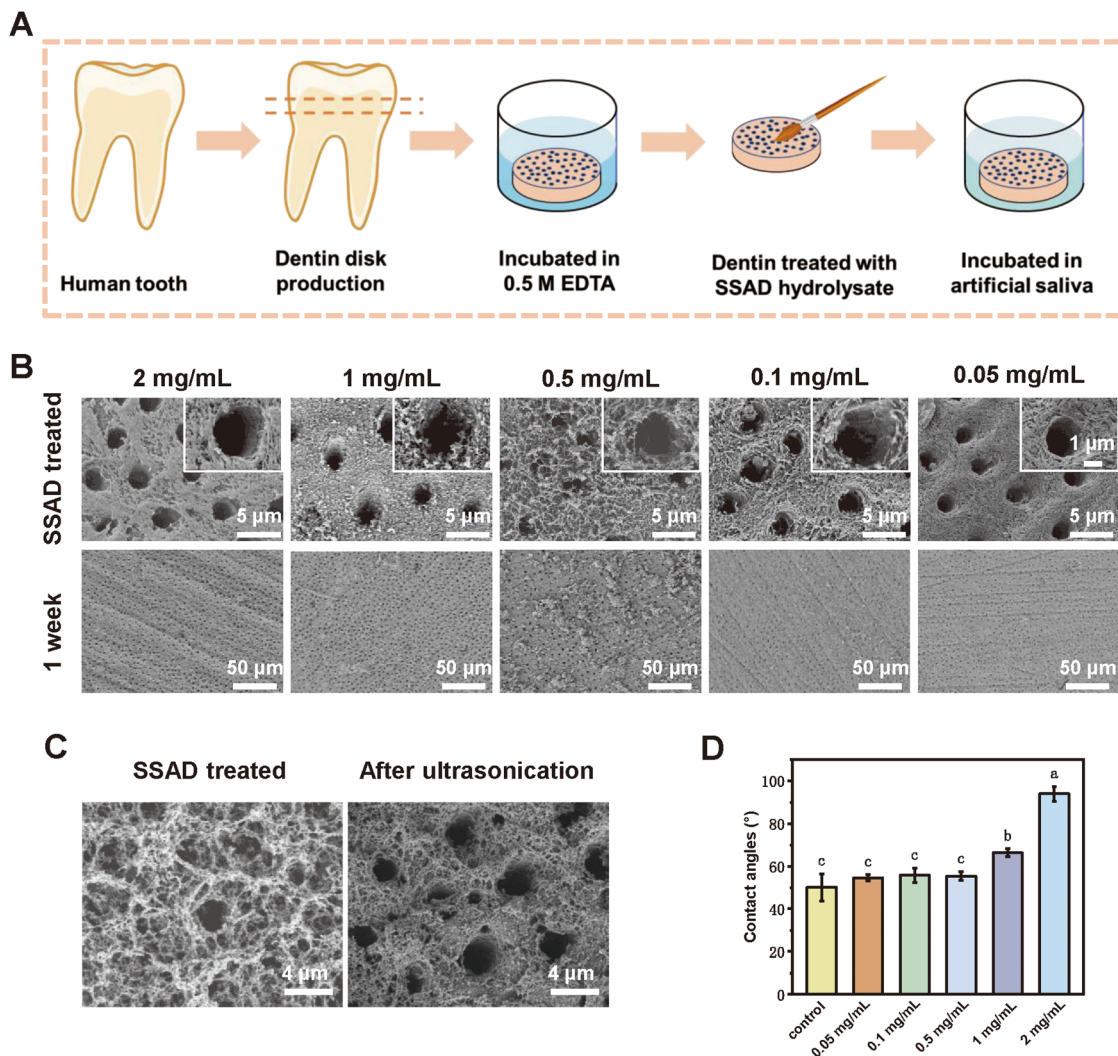 A
Human tooth
Dentin disk
production
Incubated in
0.5 M EDTA
Dentin treated with
SSAD hydrolysate
Incubated in
artificial saliva
B
2 mg/mL
1 mg/mL
0.5 mg/mL
0.1 mg/mL
0.05 mg/mL
SSAD treated
1 μm
5 μm
5 μm
5 μm
5 μm
5 μm
1 week
50 μm
50 μm
50 μm
50 μm
50 μm
C
SSAD treated
After ultrasonication
4 μm
4 μm
D
Contact angles (°)
100
80
60
40
20
0
c
c
c
c
b
a
control
0.05 mg/mL
0.1 mg/mL
0.5 mg/mL
1 mg/mL
2 mg/mL